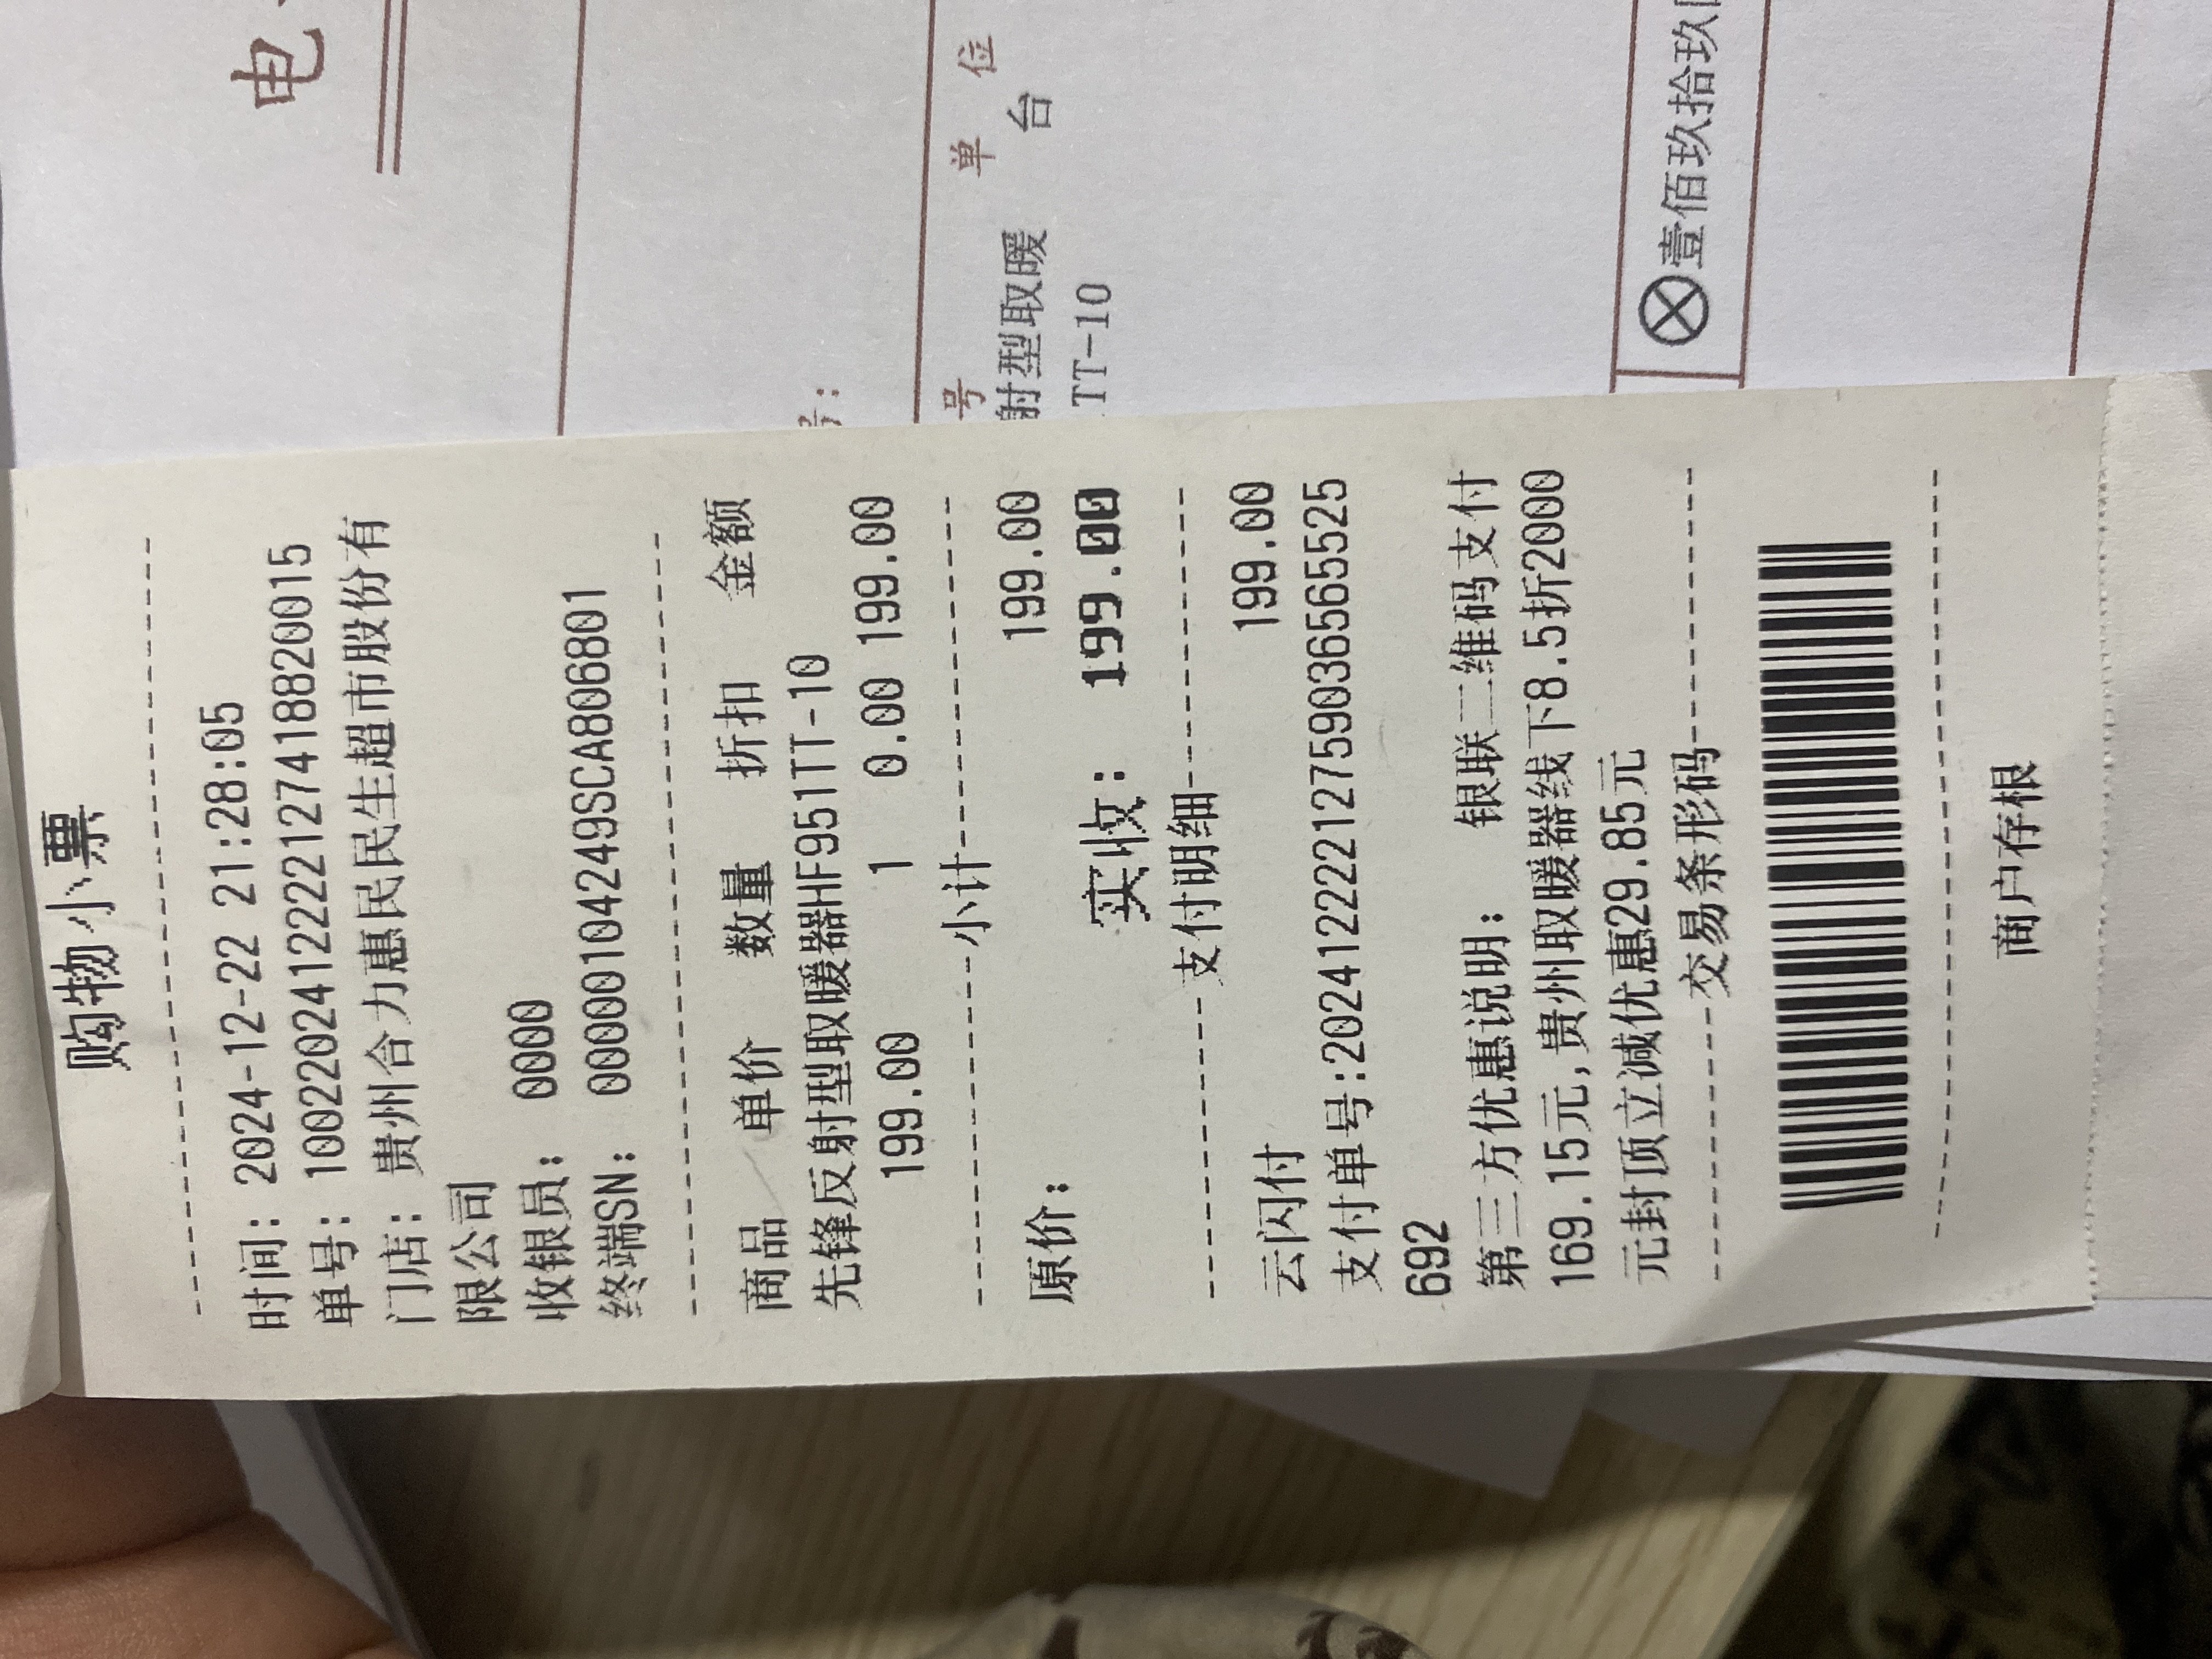 购物小票
时间: 2024-12-22 21:28:05
单号: 1002202412222127418820015
门店: 贵州合力惠民民生超市股份有
限公司
收银员: 0000
终端SN: 0000104249SCA806801
商品 单价 数量 折扣 金额
先锋反射型取暖器HF951TT-10
199.00 1 0.00 199.00
小计
原价: 199.00
实收: 199.00
支付明细
云闪付 199.00
支付单号:20241222212759036565525
692
第三方优惠说明: 银联二维码支付
169.15元,贵州取暖器线下8.5折2000
元封顶立减优惠29.85元
交易条形码
商户存根
电
号:
号 单 位
射型取暖 台
TT-10
ⓧ壹佰玖拾玖